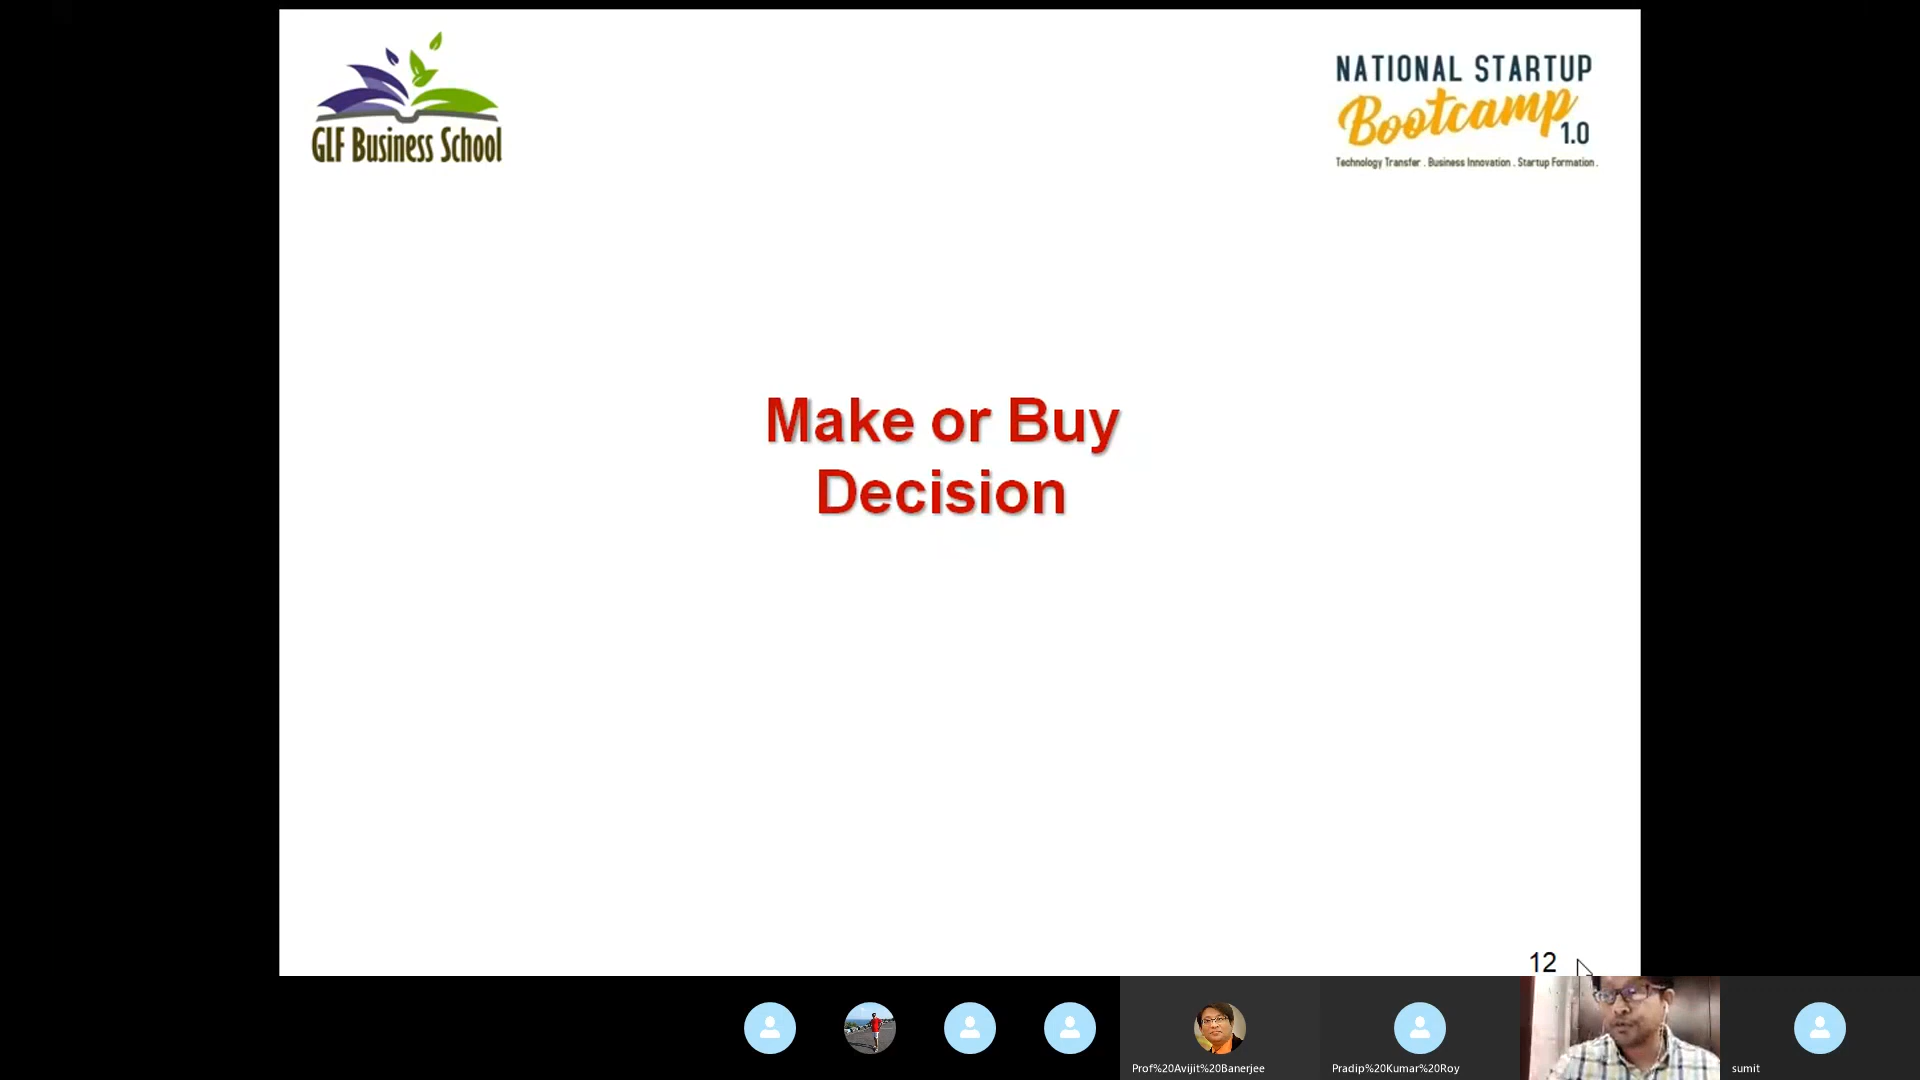 GLF Business School
NATIONAL STARTUP
Bootcamp
1.0
Technology Transfer . Business Innovation . Startup Formation .
Make or Buy
Decision
12
Prof%20Avijit%20Banerjee
Pradip%20Kumar%20Roy
sumit